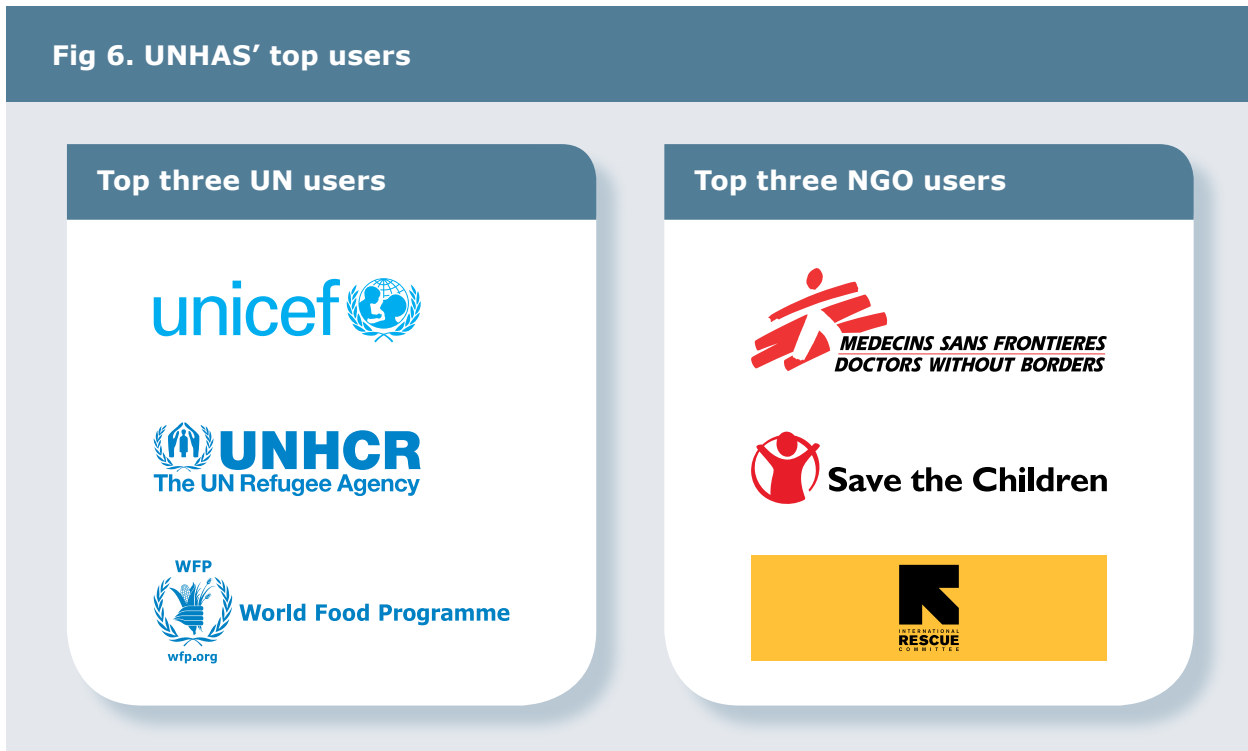 Fig 6. UNHAS’ top users
Top three UN users
unicef
UNHCR
The UN Refugee Agency
WFP
World Food Programme
wfp.org
Top three NGO users
MEDECINS SANS FRONTIERES
DOCTORS WITHOUT BORDERS
Save the Children
INTERNATIONAL
RESCUE
COMMITTEE